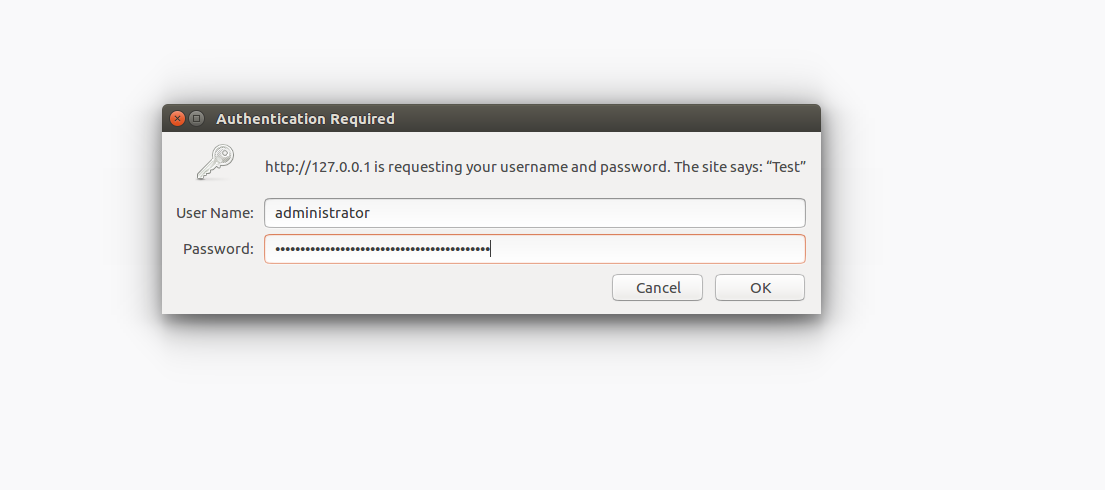 Authentication Required
http://127.0.0.1 is requesting your username and password. The site says: “Test”
User Name: administrator
Password: •••••••••••••••••••••••••••••••••••••••••••
Cancel OK